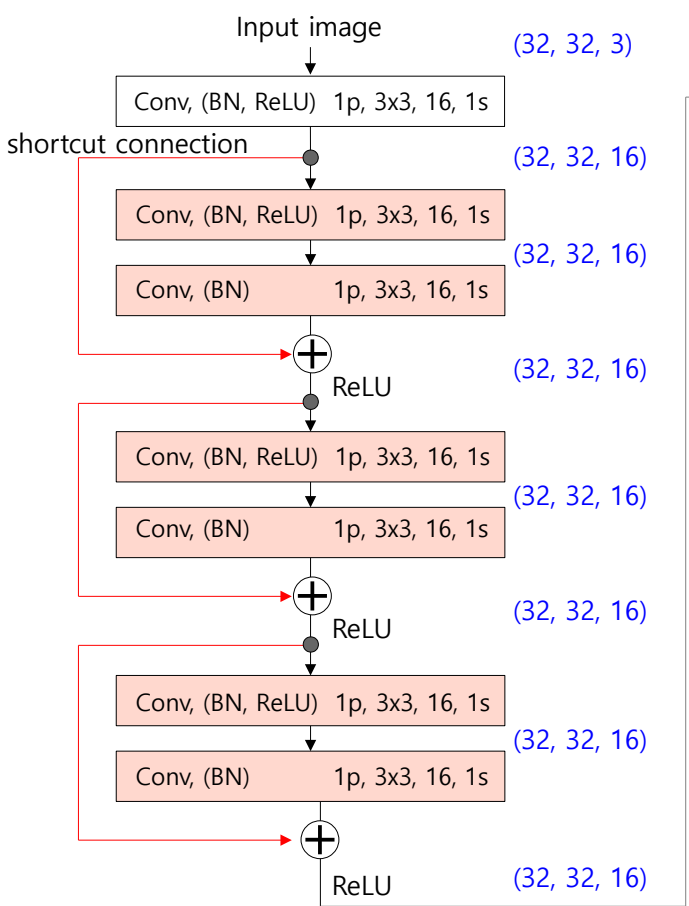 Input image
(32, 32, 3)
Conv, (BN, ReLU) 1p, 3x3, 16, 1s
shortcut connection
(32, 32, 16)
Conv, (BN, ReLU) 1p, 3x3, 16, 1s
(32, 32, 16)
Conv, (BN) 1p, 3x3, 16, 1s
(32, 32, 16)
ReLU
Conv, (BN, ReLU) 1p, 3x3, 16, 1s
(32, 32, 16)
Conv, (BN) 1p, 3x3, 16, 1s
(32, 32, 16)
ReLU
Conv, (BN, ReLU) 1p, 3x3, 16, 1s
(32, 32, 16)
Conv, (BN) 1p, 3x3, 16, 1s
(32, 32, 16)
ReLU